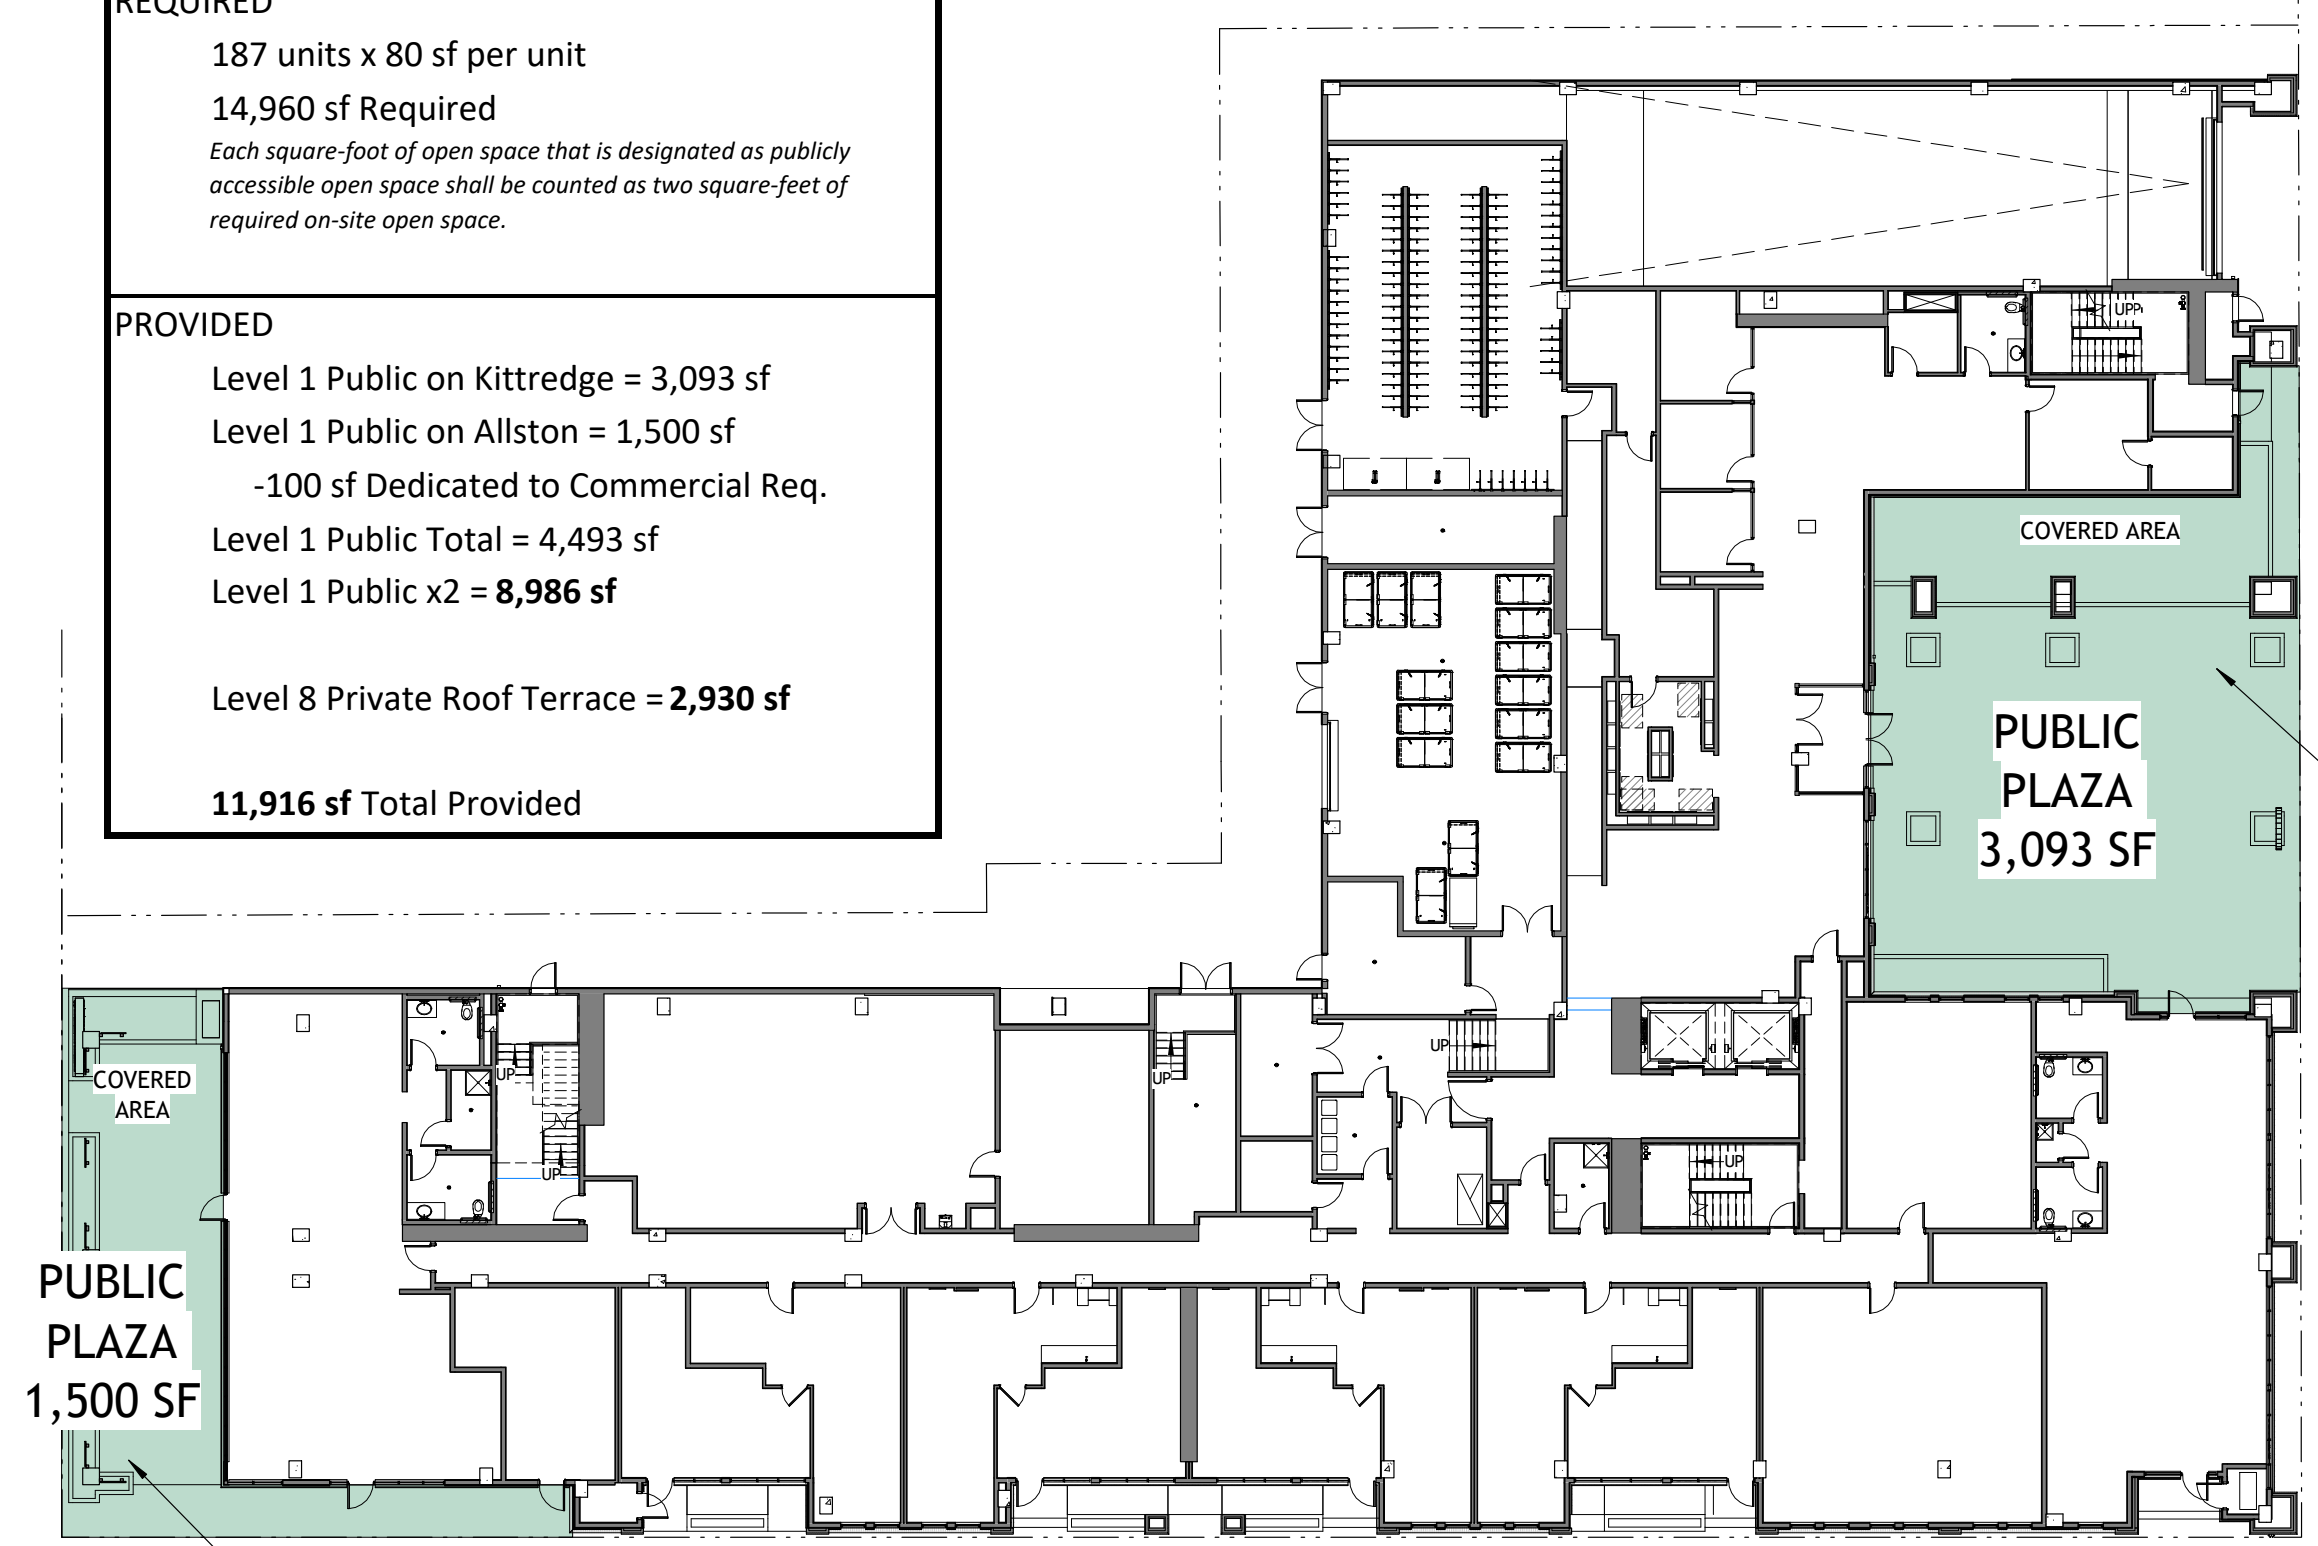 REQUIRED
187 units x 80 sf per unit
14,960 sf Required
Each square-foot of open space that is designated as publicly
accessible open space shall be counted as two square-feet of
required on-site open space.
PROVIDED
Level 1 Public on Kittredge = 3,093 sf
Level 1 Public on Allston = 1,500 sf
-100 sf Dedicated to Commercial Req.
Level 1 Public Total = 4,493 sf
Level 1 Public x2 = 8,986 sf
Level 8 Private Roof Terrace = 2,930 sf
11,916 sf Total Provided
UPP
COVERED AREA
PUBLIC
PLAZA
3,093 SF
UP
UP
UP
UP
UP
COVERED
AREA
PUBLIC
PLAZA
1,500 SF